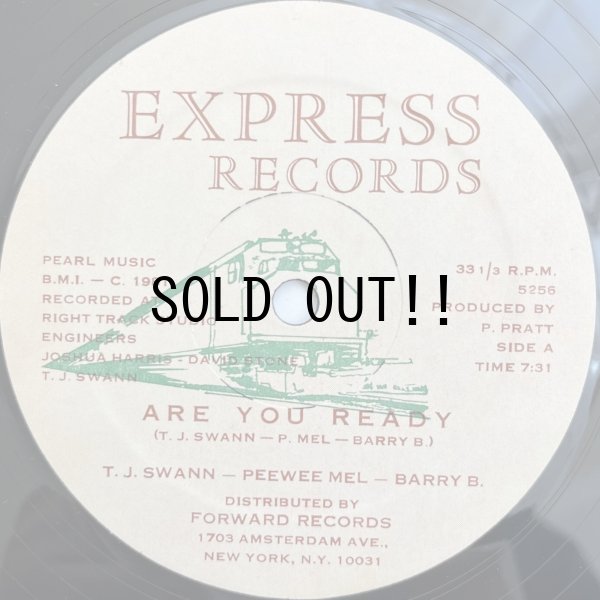 EXPRESS
RECORDS
PEARL MUSIC
B.M.I. — C.
RECORDED AT
RIGHT TRACK STUDIO
ENGINEERS
JOSHUA HARRIS - DAVID STONE
T. J. SWANN
33 1/3 R.P.M.
5256
PRODUCED BY
P. PRATT
SIDE A
TIME 7:31
SOLD OUT!!
ARE YOU READY
(T. J. SWANN — P. MEL — BARRY B.)
T. J. SWANN — PEEWEE MEL — BARRY B.
DISTRIBUTED BY
FORWARD RECORDS
1703 AMSTERDAM AVE.,
NEW YORK, N.Y. 10031